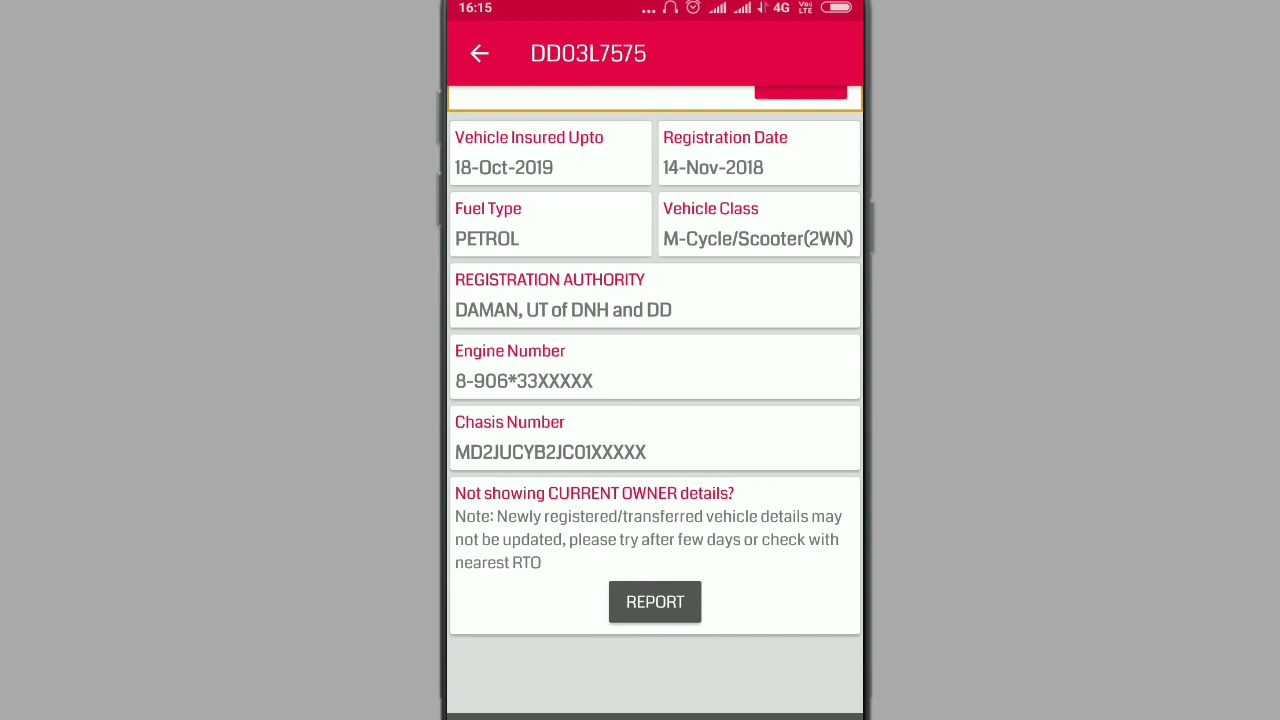 16:15 ... 4G Vo) LTE
DD03L7575
Vehicle Insured Upto Registration Date
18-Oct-2019 14-Nov-2018
Fuel Type Vehicle Class
PETROL M-Cycle/Scooter(2WN)
REGISTRATION AUTHORITY
DAMAN, UT of DNH and DD
Engine Number
8-906*33XXXXX
Chasis Number
MD2JUCYB2JC01XXXXX
Not showing CURRENT OWNER details?
Note: Newly registered/transferred vehicle details may
not be updated, please try after few days or check with
nearest RTO
REPORT